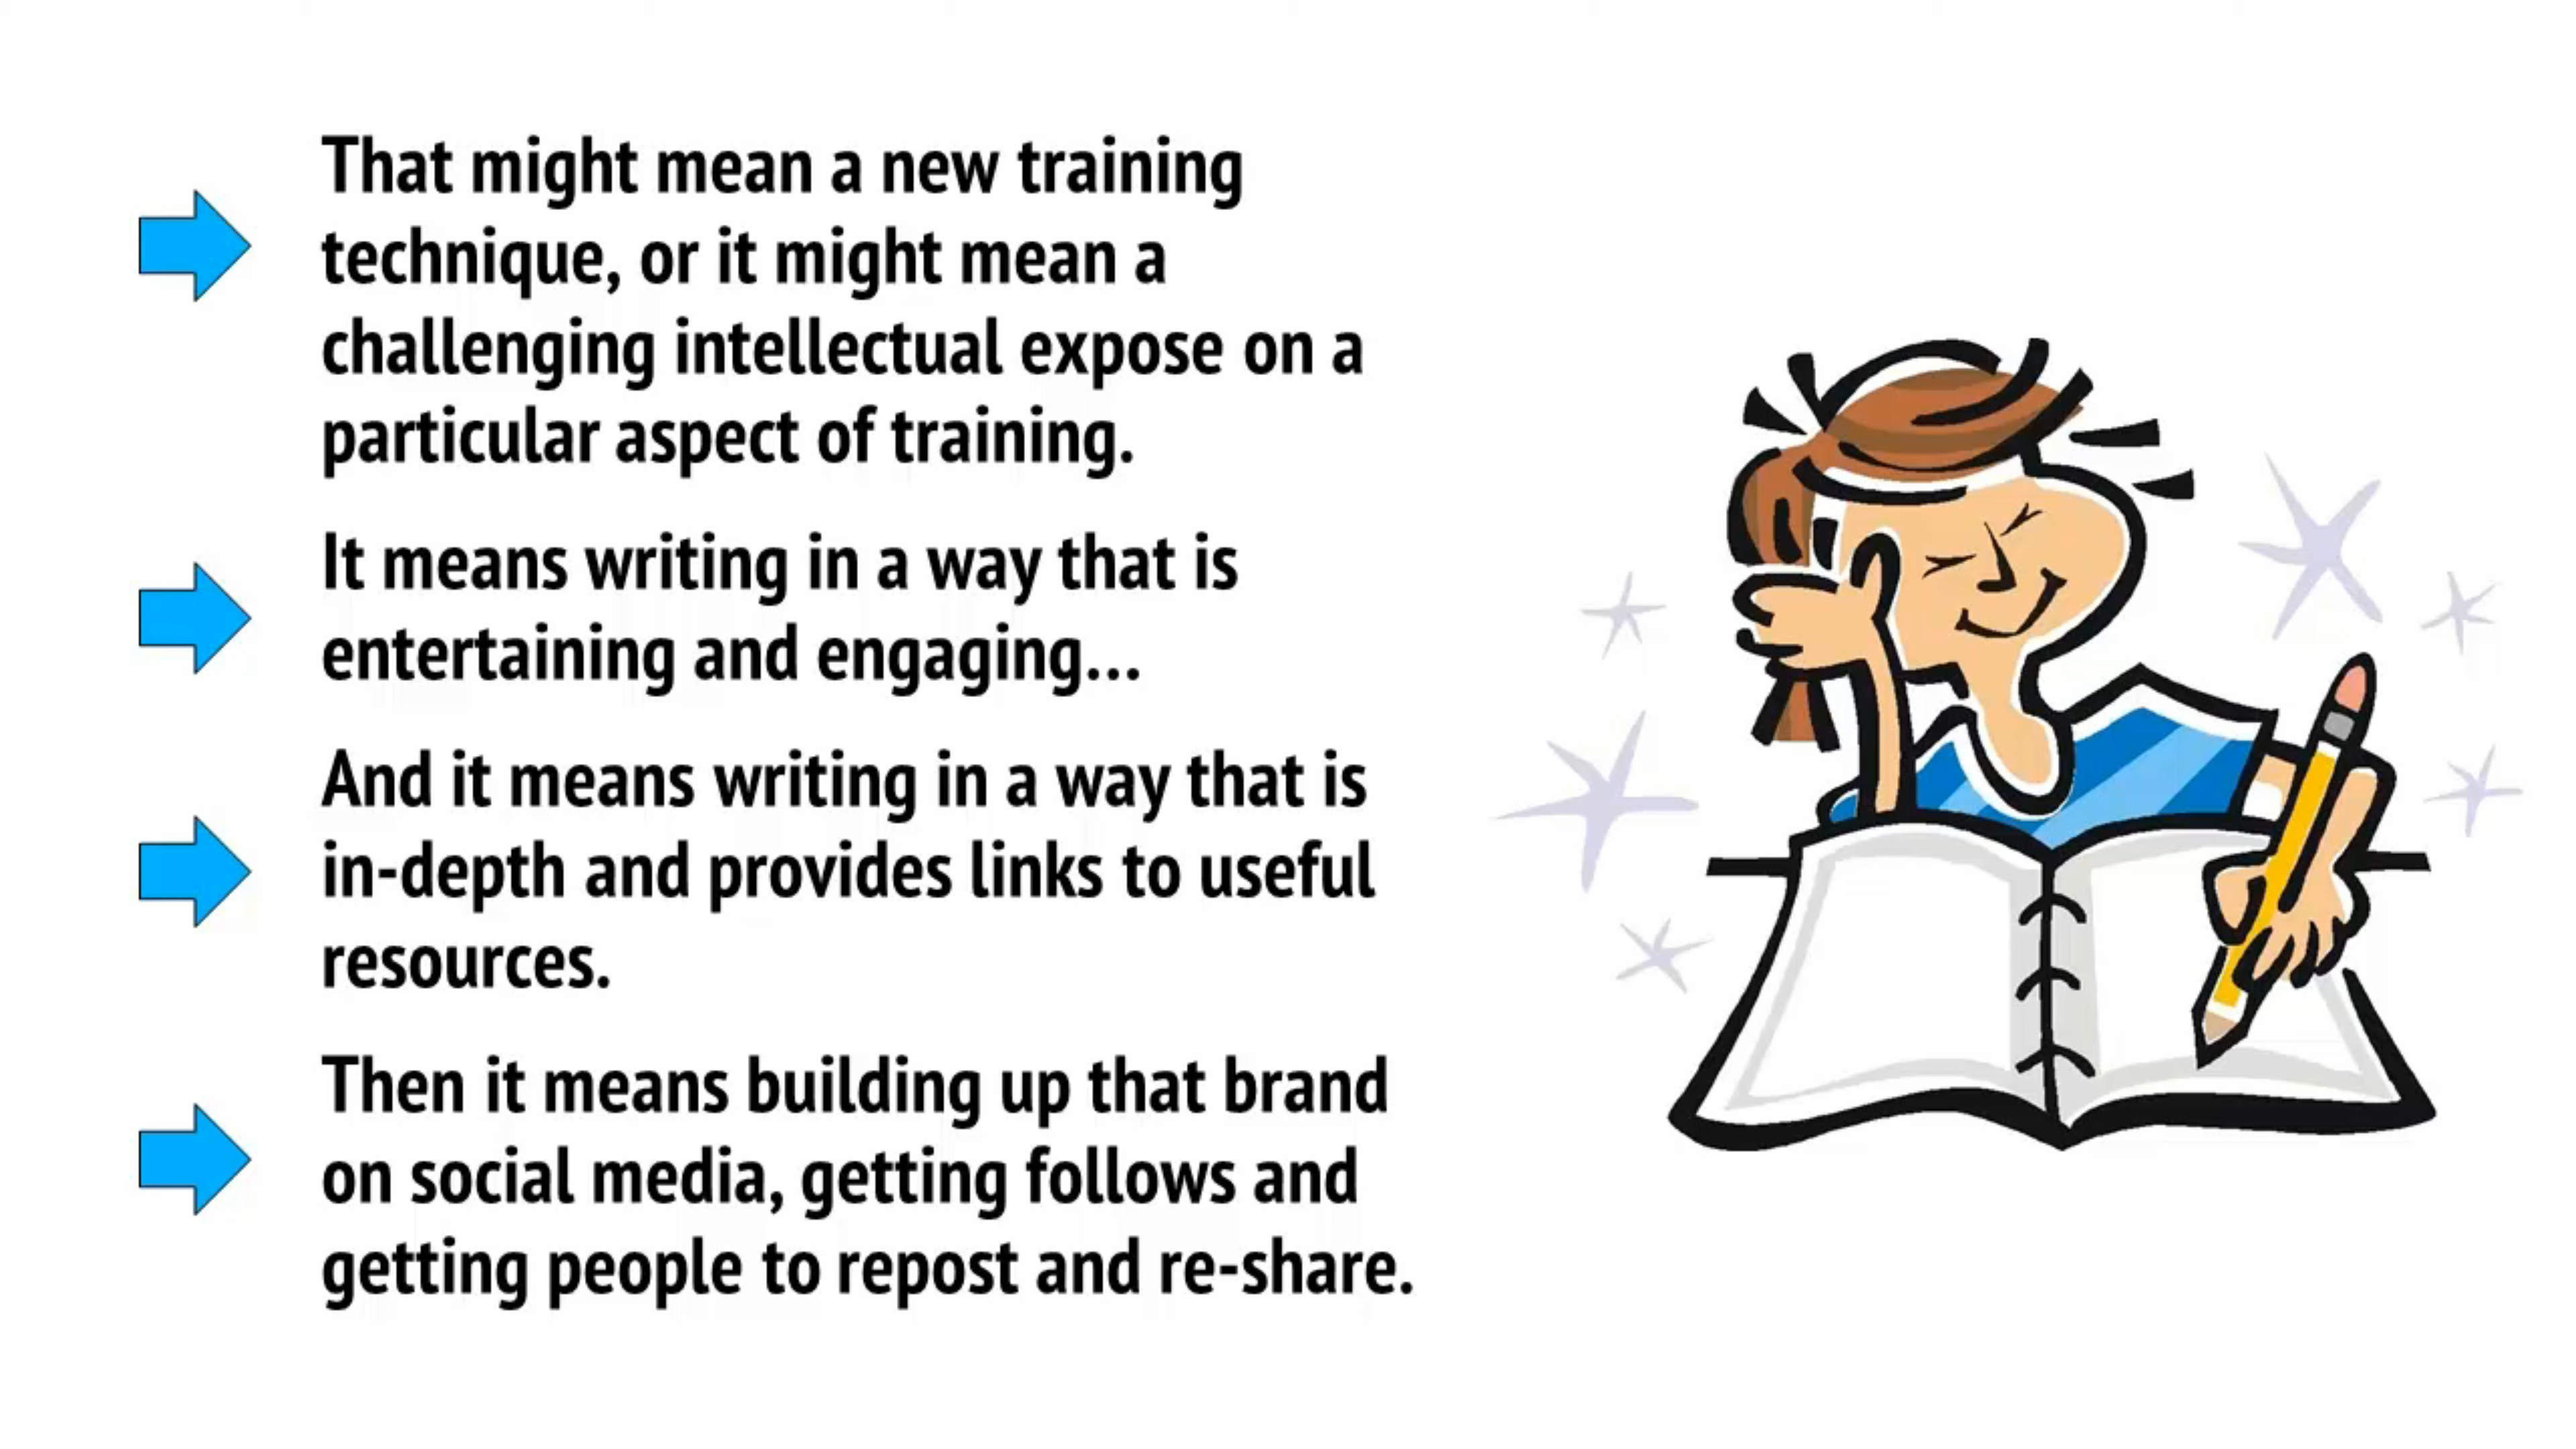 That might mean a new training
technique, or it might mean a
challenging intellectual expose on a
particular aspect of training.
It means writing in a way that is
entertaining and engaging...
And it means writing in a way that is
in-depth and provides links to useful
resources.
Then it means building up that brand
on social media, getting follows and
getting people to repost and re-share.